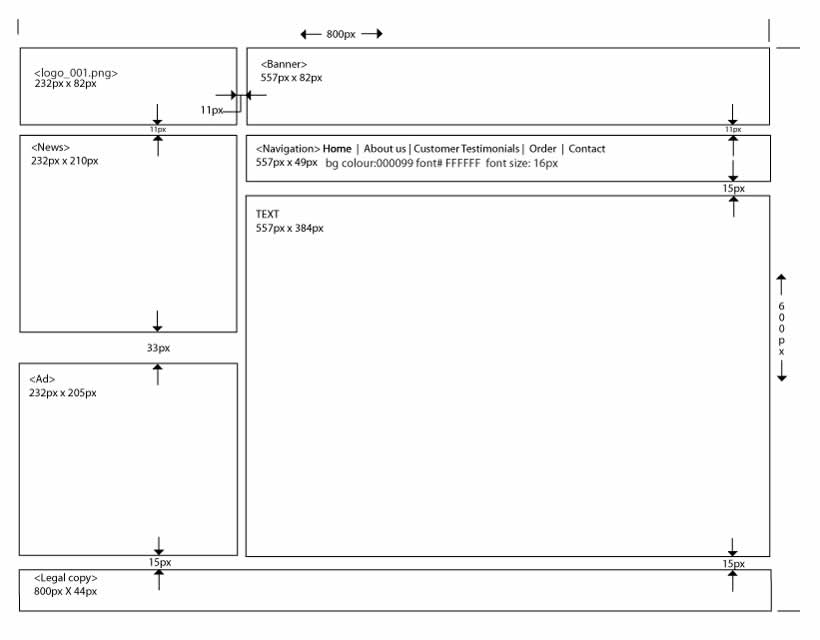 800px
<logo_001.png>
232px x 82px
<Banner>
557px x 82px
11px
11px
11px
<News>
232px x 210px
<Navigation> Home | About us | Customer Testimonials | Order | Contact
557px x 49px bg colour:000099 font# FFFFFF font size: 16px
15px
TEXT
557px x 384px
600px
33px
<Ad>
232px x 205px
15px
15px
<Legal copy>
800px X 44px